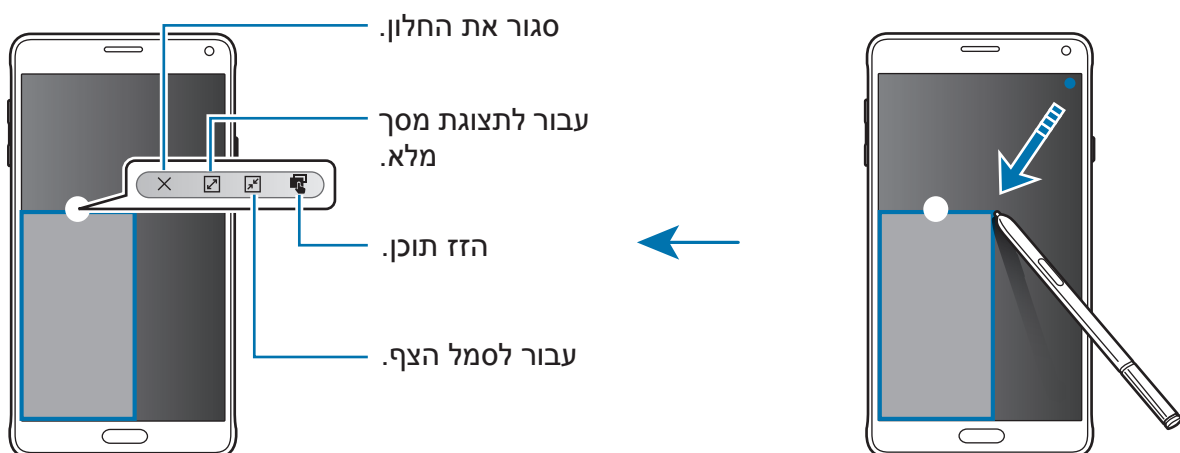 סגור את החלון.
עבור לתצוגת מסך
מלא.
הזז תוכן.
עבור לסמל הצף.